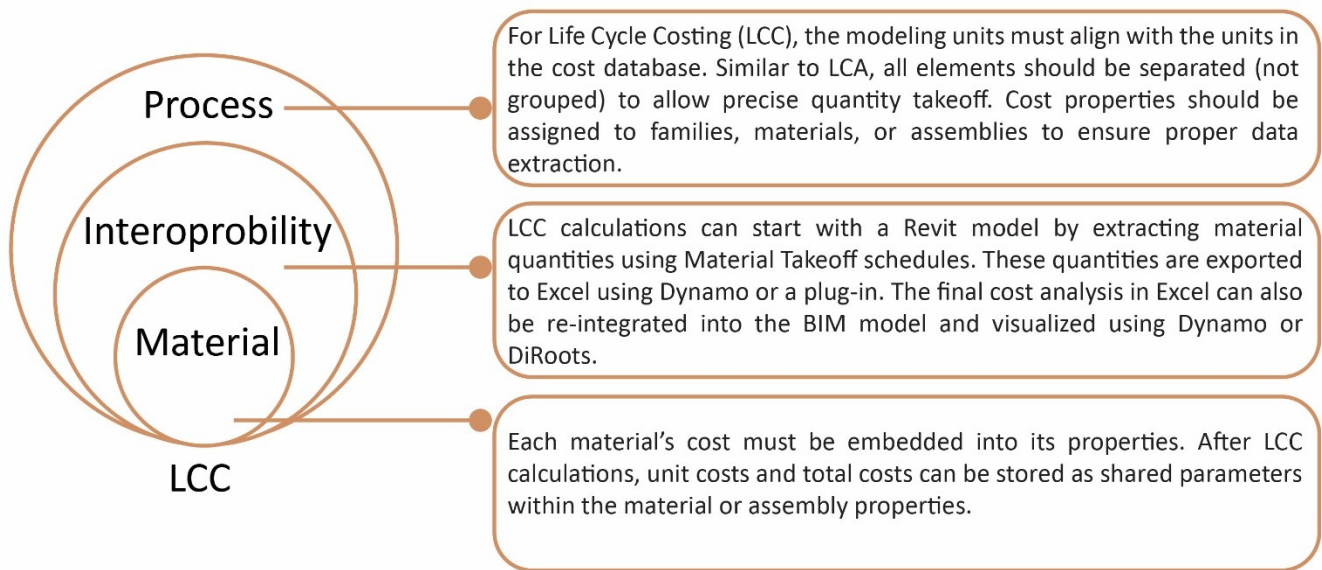 Process
Interoprobility
Material
LCC
For Life Cycle Costing (LCC), the modeling units must align with the units in
the cost database. Similar to LCA, all elements should be separated (not
grouped) to allow precise quantity takeoff. Cost properties should be
assigned to families, materials, or assemblies to ensure proper data
extraction.
LCC calculations can start with a Revit model by extracting material
quantities using Material Takeoff schedules. These quantities are exported
to Excel using Dynamo or a plug-in. The final cost analysis in Excel can also
be re-integrated into the BIM model and visualized using Dynamo or
DiRoots.
Each material’s cost must be embedded into its properties. After LCC
calculations, unit costs and total costs can be stored as shared parameters
within the material or assembly properties.